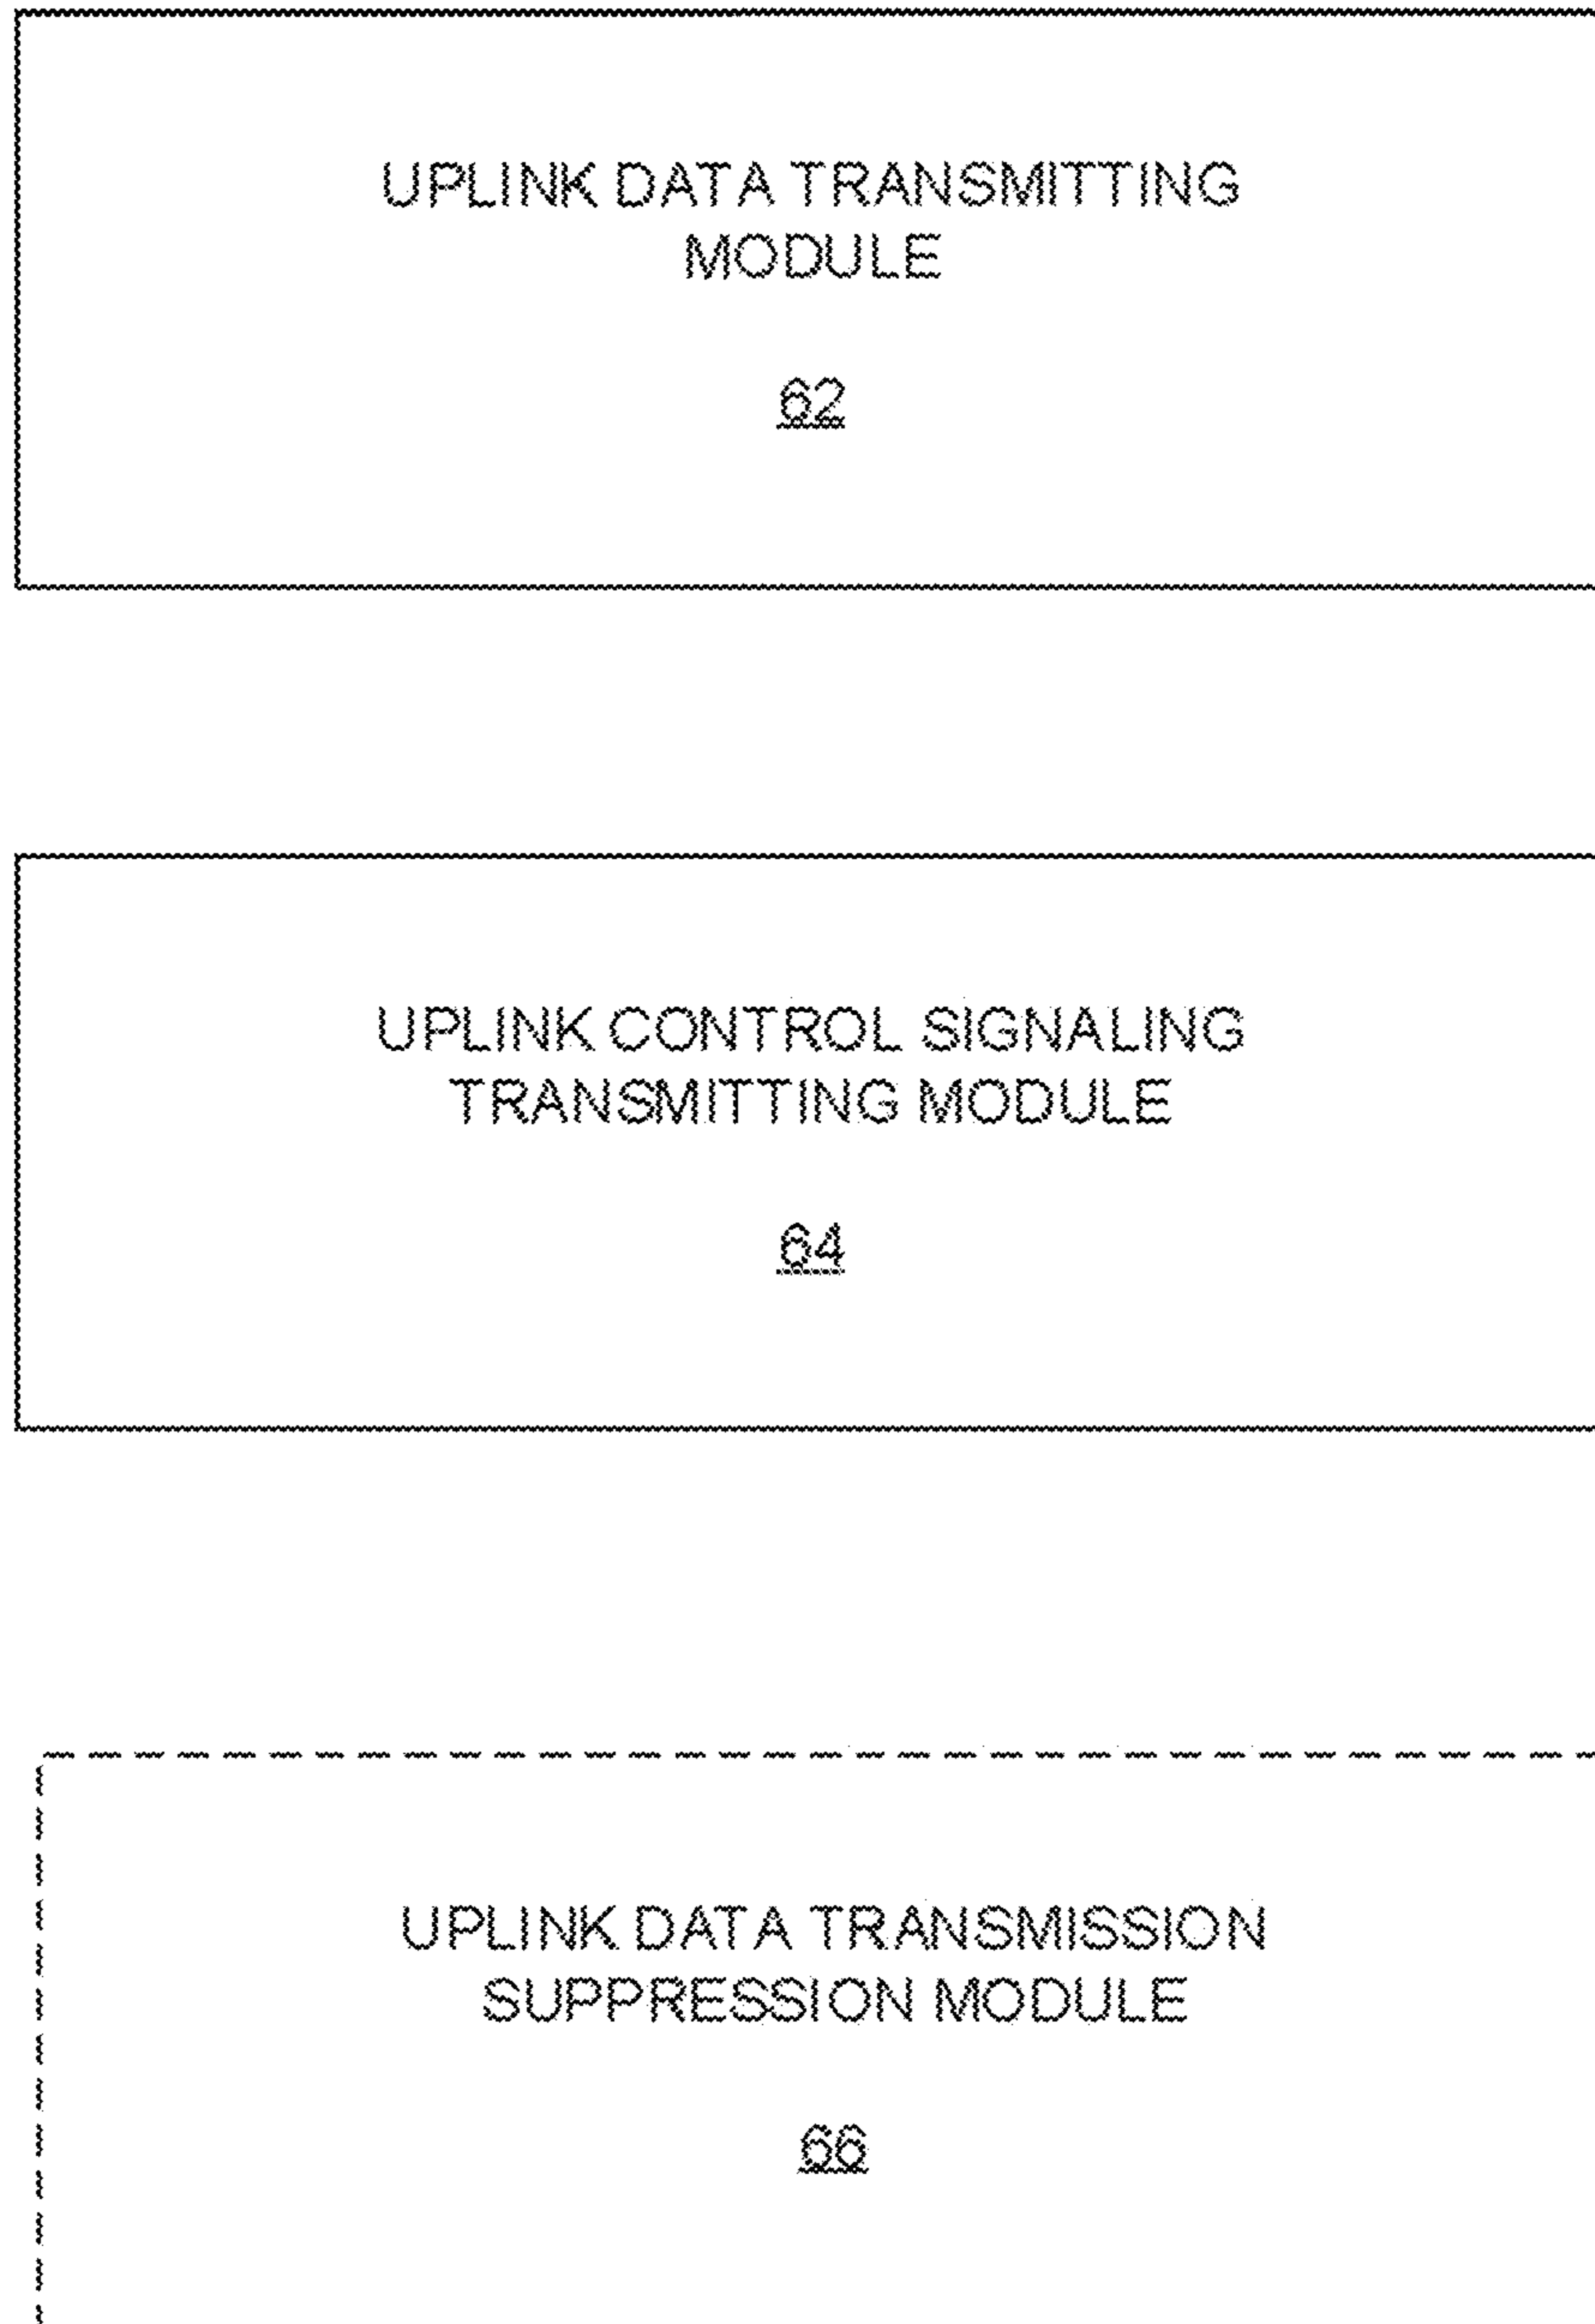 UPLINK DATA TRANSMITTING
MODULE
62
UPLINK CONTROL SIGNALING
TRANSMITTING MODULE
64
UPLINK DATA TRANSMISSION
SUPPRESSION MODULE
66